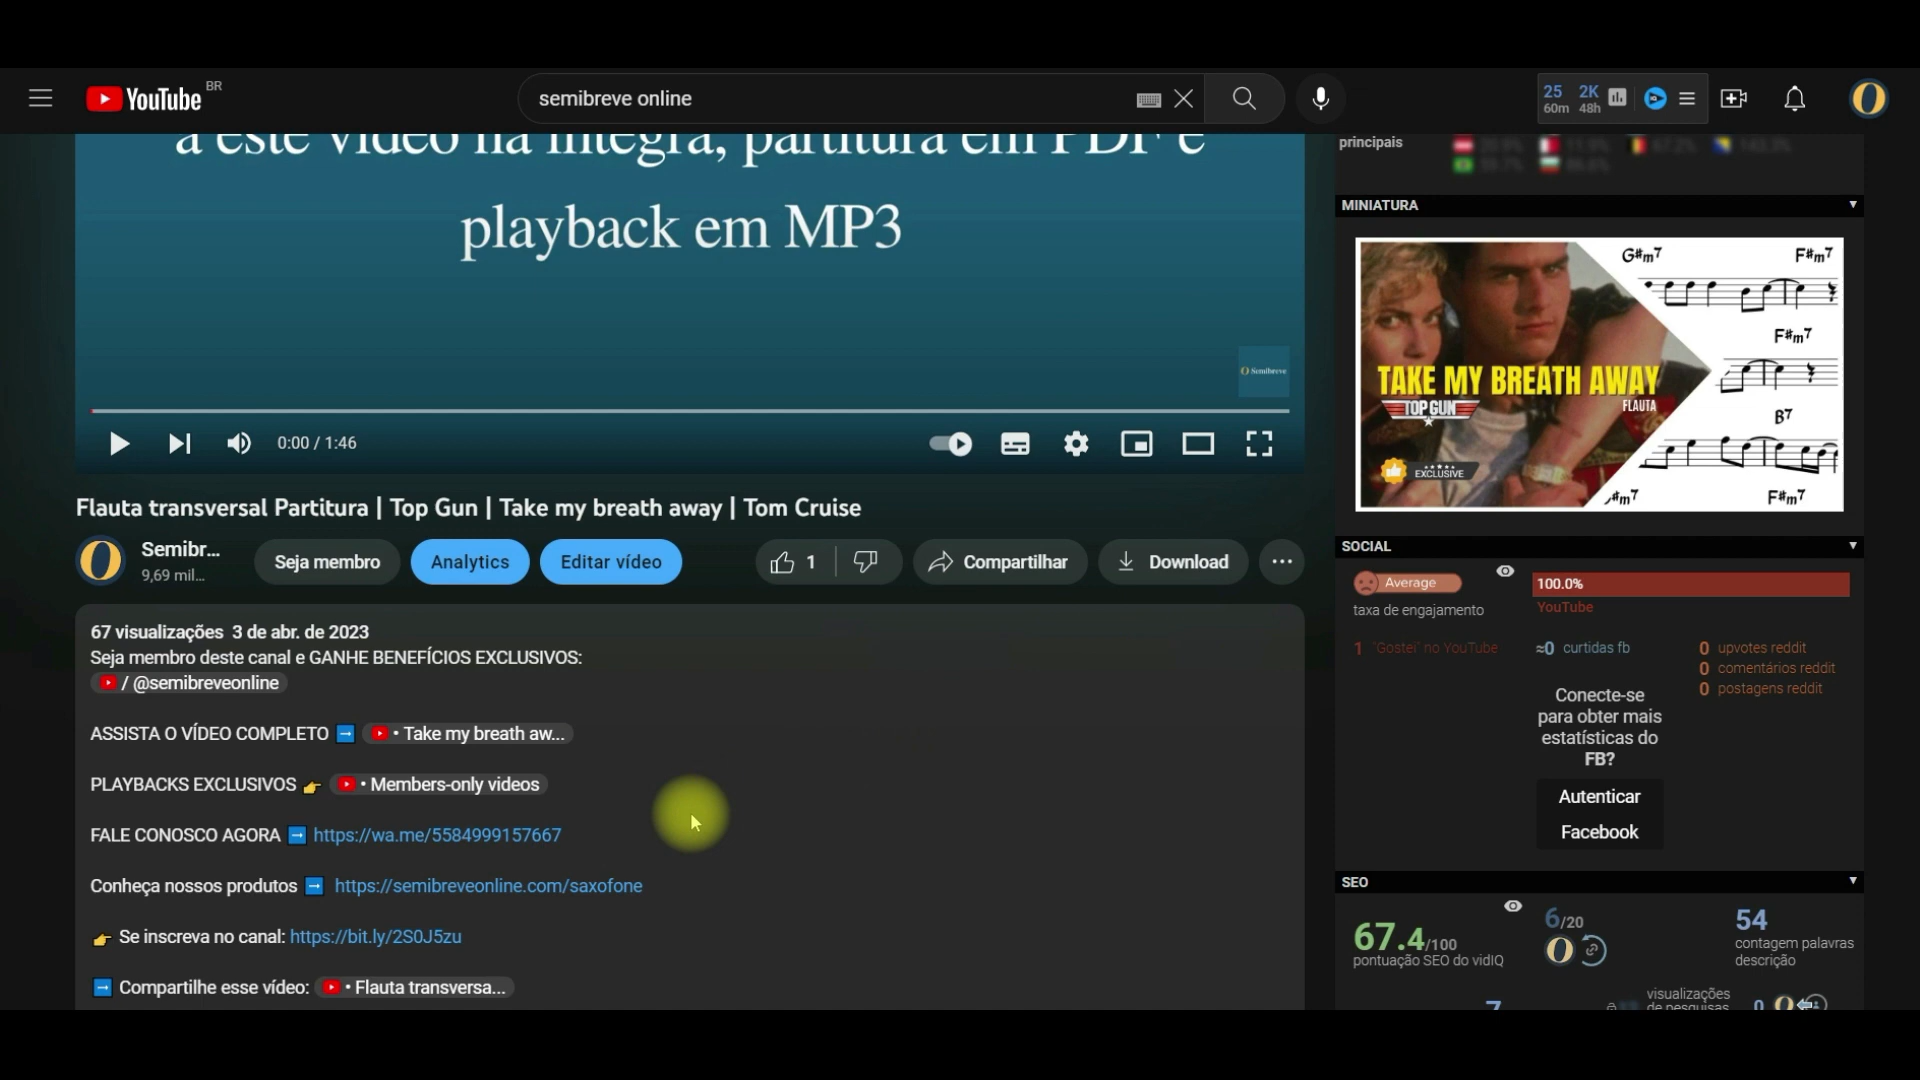 YouTube BR
semibreve online
25 2K
60m 48h
a este vídeo na íntegra, partitura em PDF e
playback em MP3
Semibreve
0:00 / 1:46
Flauta transversal Partitura | Top Gun | Take my breath away | Tom Cruise
Semibr...
9,69 mil...
Seja membro
Analytics
Editar vídeo
1
Compartilhar
Download
67 visualizações 3 de abr. de 2023
Seja membro deste canal e GANHE BENEFÍCIOS EXCLUSIVOS:
/ @semibreveonline
ASSISTA O VÍDEO COMPLETO ➡️ • Take my breath aw...
PLAYBACKS EXCLUSIVOS 👉 • Members-only videos
FALE CONOSCO AGORA ➡️ https://wa.me/5584999157667
Conheça nossos produtos ➡️ https://semibreveonline.com/saxofone
👉 Se inscreva no canal: https://bit.ly/2S0J5zu
➡️ Compartilhe esse vídeo: • Flauta transversa...
principais
MINIATURA
G#m7 F#m7
F#m7
TAKE MY BREATH AWAY
TOP GUN
FLAUTA
B7
EXCLUSIVE
#m7 F#m7
SOCIAL
Average
taxa de engajamento
100.0%
YouTube
1 "Gostei" no YouTube
≈0 curtidas fb
0 upvotes reddit
0 comentários reddit
0 postagens reddit
Conecte-se
para obter mais
estatísticas do
FB?
Autenticar
Facebook
SEO
67.4/100
pontuação SEO do vidIQ
6/20
54
contagem palavras
descrição
7
visualizações
de pesquisas
0